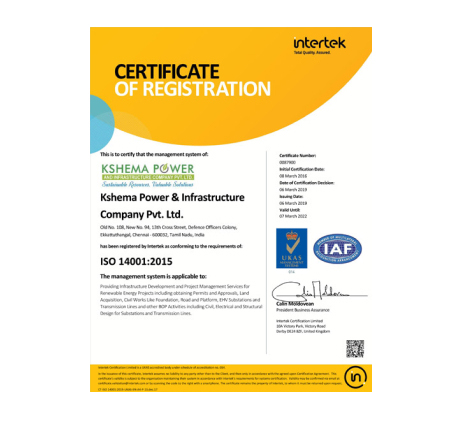 intertek
Total Quality. Assured.
CERTIFICATE
OF REGISTRATION
This is to certify that the management system of:
KSHEMA POWER
AND INFRASTRUCTURE COMPANY PVT. LTD.
Sustainable Resources, Valuable Solutions
Kshema Power & Infrastructure
Company Pvt. Ltd.
Old No. 108, New No. 94, 13th Cross Street, Defence Officers Colony,
Ekkattuthangal, Chennai - 600032, Tamil Nadu, India
has been registered by Intertek as conforming to the requirements of:
ISO 14001:2015
The management system is applicable to:
Providing Infrastructure Development and Project Management Services for
Renewable Energy Projects including obtaining Permits and Approvals, Land
Acquisition, Civil Works Like Foundation, Road and Platform, EHV Substations and
Transmission Lines and other BOP Activities including Civil, Electrical and Structural
Design for Substations and Transmission Lines.
Certificate Number:
0087900
Initial Certification Date:
08 March 2016
Date of Certification Decision:
06 March 2019
Issuing Date:
06 March 2019
Valid Until:
07 March 2022
UKAS
MANAGEMENT
SYSTEMS
IAF
Calin Moldovean
President Business Assurance
Intertek Certification Limited
10A Victory Park, Victory Road
Derby DE24 8ZF, United Kingdom
in